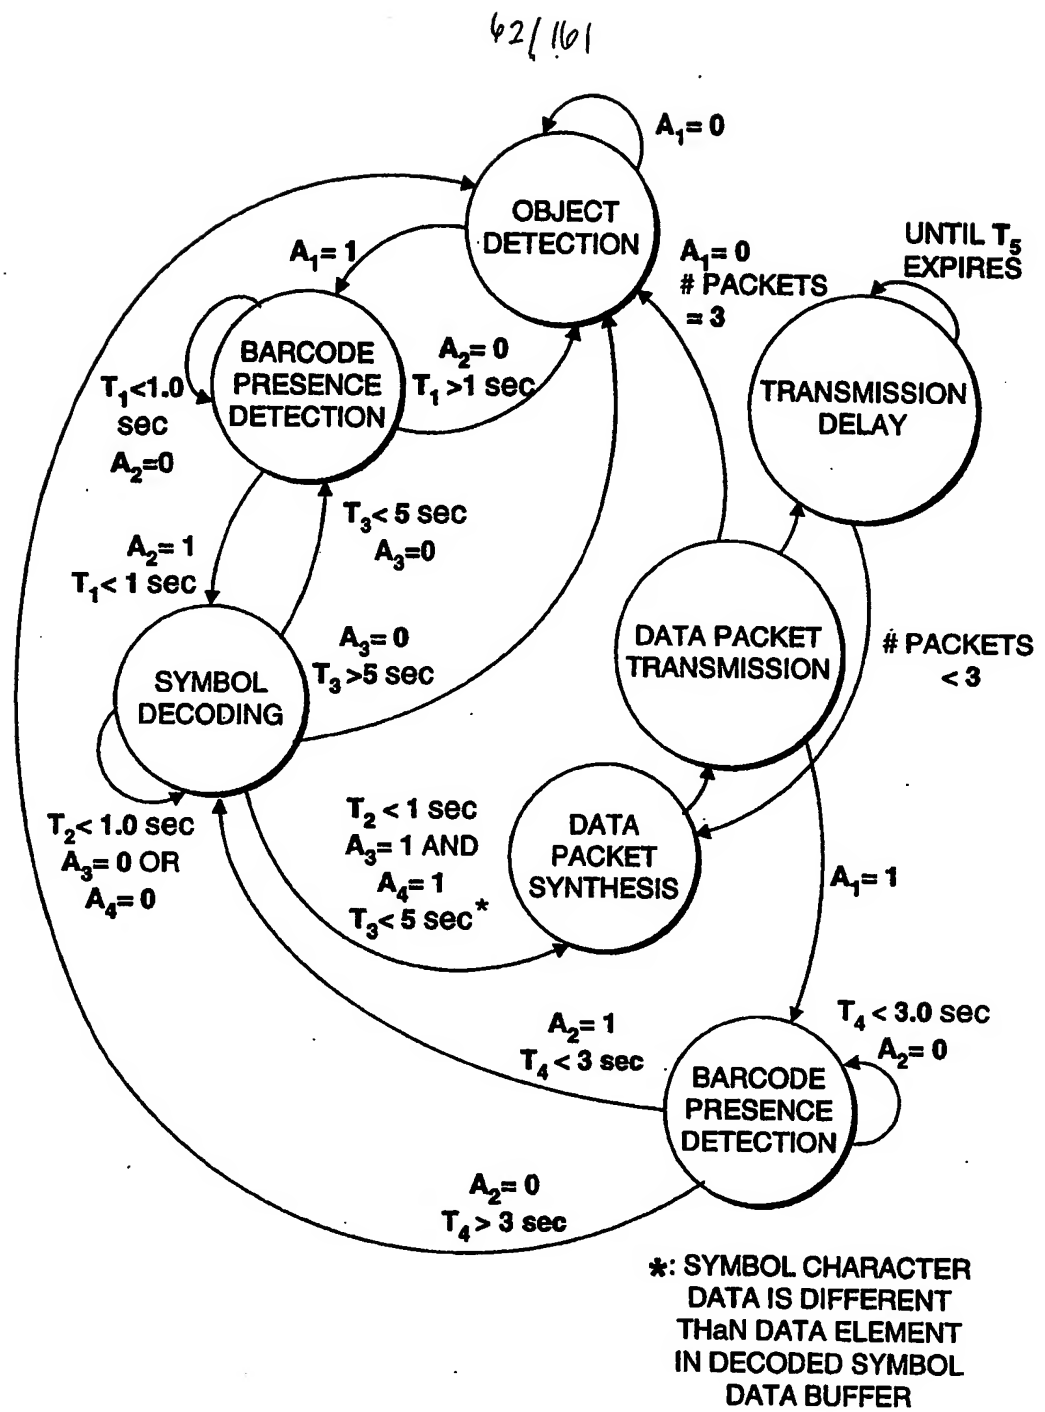 62/161
A₁= 0
OBJECT
DETECTION
A₁= 1
A₁= 0
# PACKETS
= 3
UNTIL T₅
EXPIRES
BARCODE
PRESENCE
DETECTION
A₂= 0
T₁ >1 sec
TRANSMISSION
DELAY
T₁<1.0
sec
A₂=0
T₃< 5 sec
A₃=0
A₂= 1
T₁< 1 sec
A₃= 0
T₃ >5 sec
DATA PACKET
TRANSMISSION
# PACKETS
< 3
SYMBOL
DECODING
T₂< 1.0 sec
A₃= 0 OR
A₄= 0
T₂ < 1 sec
A₃= 1 AND
A₄= 1
T₃< 5 sec*
DATA
PACKET
SYNTHESIS
A₁= 1
A₂= 1
T₄ < 3 sec
T₄ < 3.0 sec
A₂= 0
BARCODE
PRESENCE
DETECTION
A₂= 0
T₄ > 3 sec
*: SYMBOL CHARACTER
DATA IS DIFFERENT
THaN DATA ELEMENT
IN DECODED SYMBOL
DATA BUFFER